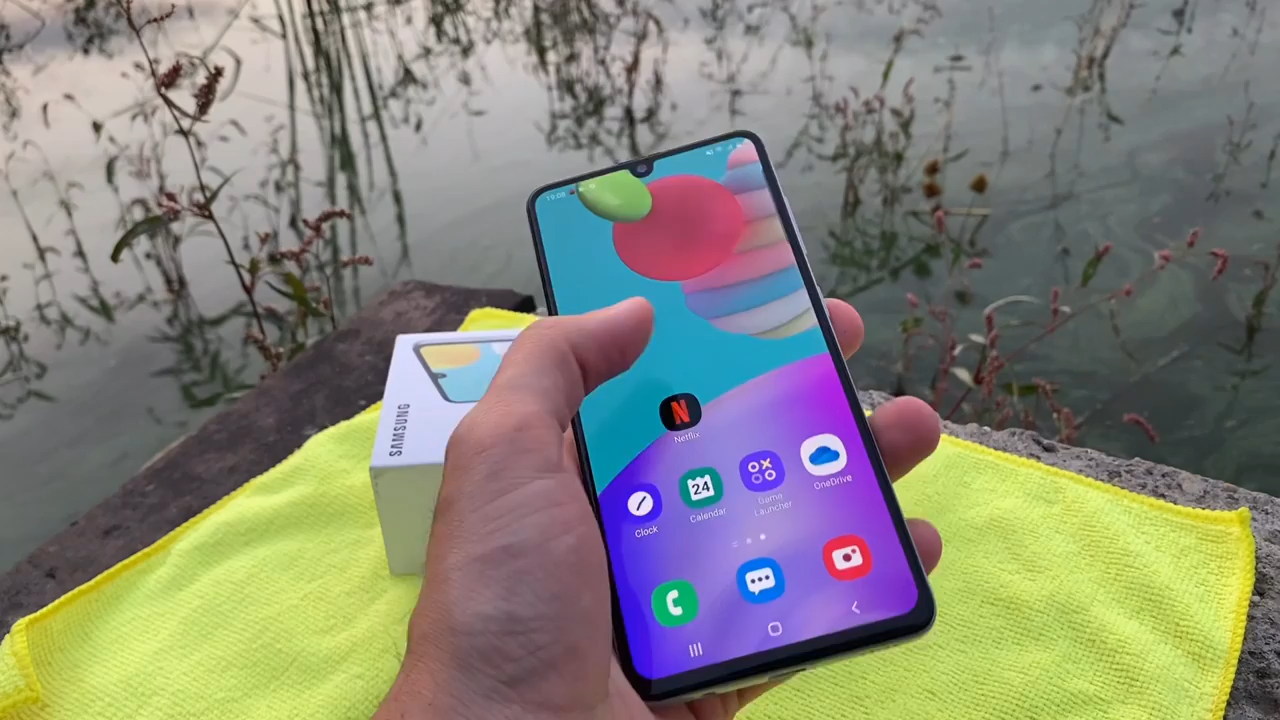 Netflix
Clock
24
Calendar
Game
Launcher
OneDrive
N
SAMSUNG